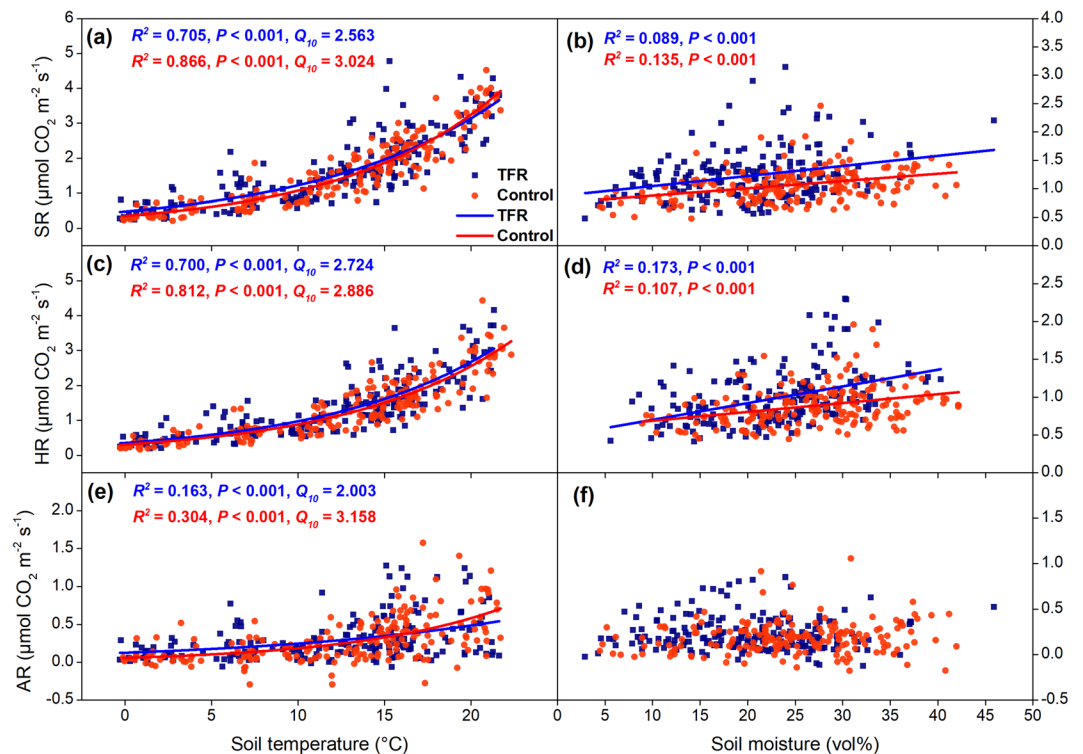 (a)
R² = 0.705, P < 0.001, Q₁₀ = 2.563
R² = 0.866, P < 0.001, Q₁₀ = 3.024
TFR
Control
TFR
Control
SR (µmol CO₂ m⁻² s⁻¹)
6
5
4
3
2
1
0
(b)
R² = 0.089, P < 0.001
R² = 0.135, P < 0.001
4.0
3.5
3.0
2.5
2.0
1.5
1.0
0.5
0.0
(c)
R² = 0.700, P < 0.001, Q₁₀ = 2.724
R² = 0.812, P < 0.001, Q₁₀ = 2.886
HR (µmol CO₂ m⁻² s⁻¹)
5
4
3
2
1
0
(d)
R² = 0.173, P < 0.001
R² = 0.107, P < 0.001
3.0
2.5
2.0
1.5
1.0
0.5
0.0
(e)
R² = 0.163, P < 0.001, Q₁₀ = 2.003
R² = 0.304, P < 0.001, Q₁₀ = 3.158
AR (µmol CO₂ m⁻² s⁻¹)
2.0
1.5
1.0
0.5
0.0
-0.5
(f)
1.5
1.0
0.5
0.0
-0.5
0 5 10 15 20
Soil temperature (°C)
0 5 10 15 20 25 30 35 40 45 50
Soil moisture (vol%)